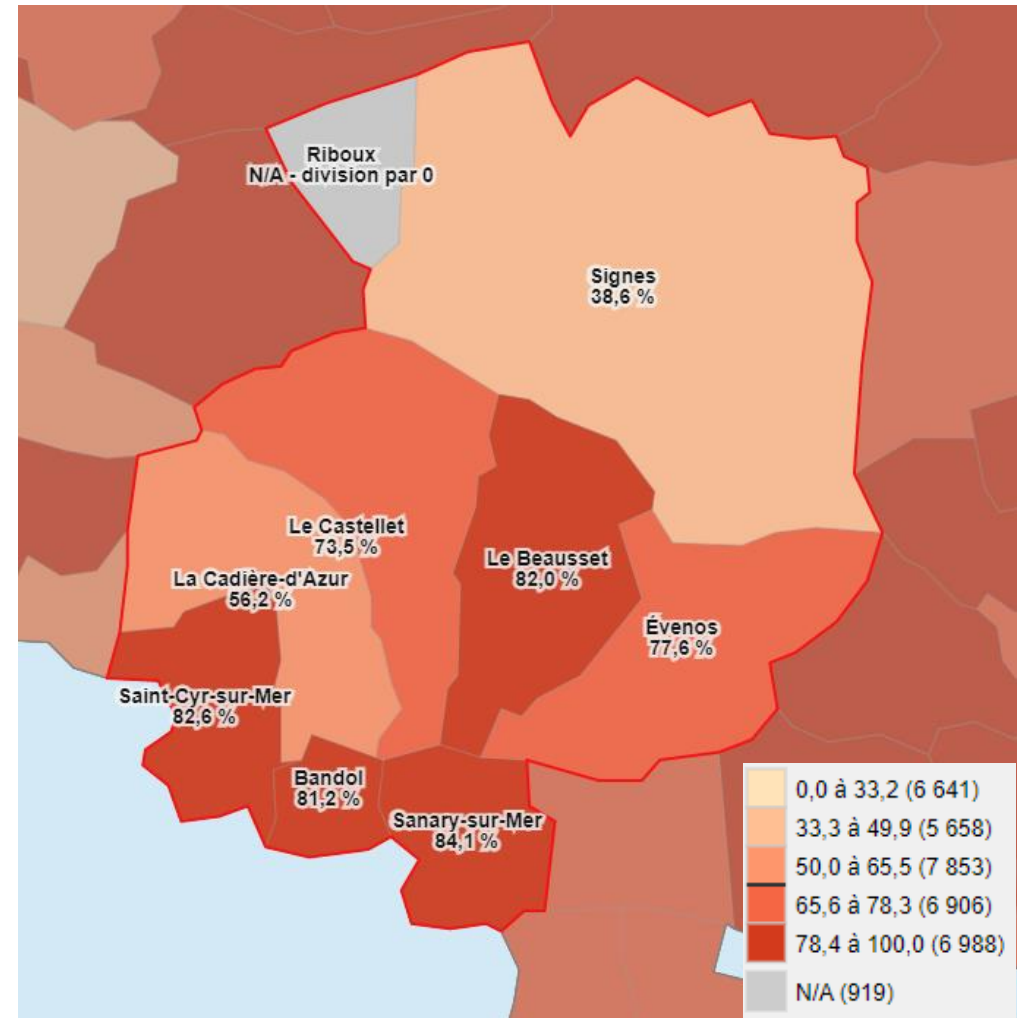 Riboux
N/A - division par 0
Signes
38,6 %
Le Castellet
73,5 %
Le Beausset
82,0 %
La Cadière-d'Azur
56,2 %
Évenos
77,6 %
Saint-Cyr-sur-Mer
82,6 %
Bandol
81,2 %
Sanary-sur-Mer
84,1 %
0,0 à 33,2 (6 641)
33,3 à 49,9 (5 658)
50,0 à 65,5 (7 853)
65,6 à 78,3 (6 906)
78,4 à 100,0 (6 988)
N/A (919)